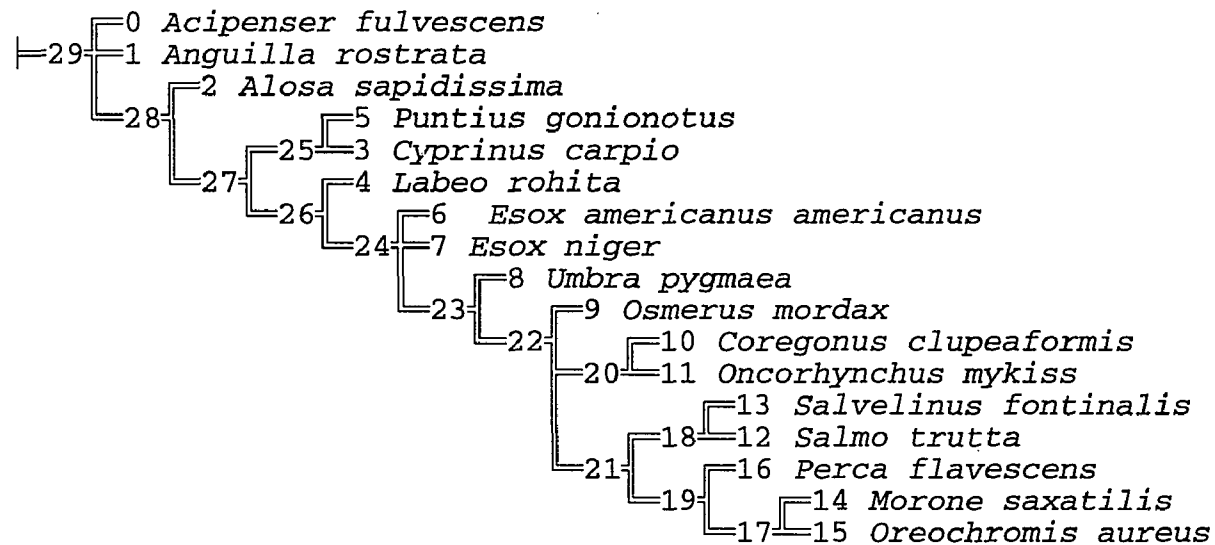 0 Acipenser fulvescens
29 1 Anguilla rostrata
2 Alosa sapidissima
28 5 Puntius gonionotus
25 3 Cyprinus carpio
27 4 Labeo rohita
26 6 Esox americanus americanus
24 7 Esox niger
8 Umbra pygmaea
23 9 Osmerus mordax
22 10 Coregonus clupeaformis
20 11 Oncorhynchus mykiss
13 Salvelinus fontinalis
18 12 Salmo trutta
21 16 Perca flavescens
19 14 Morone saxatilis
17 15 Oreochromis aureus